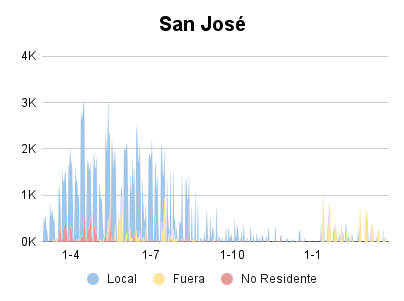 San José
4K
3K
2K
1K
0K
1-4 1-7 1-10 1-1
Local Fuera No Residente